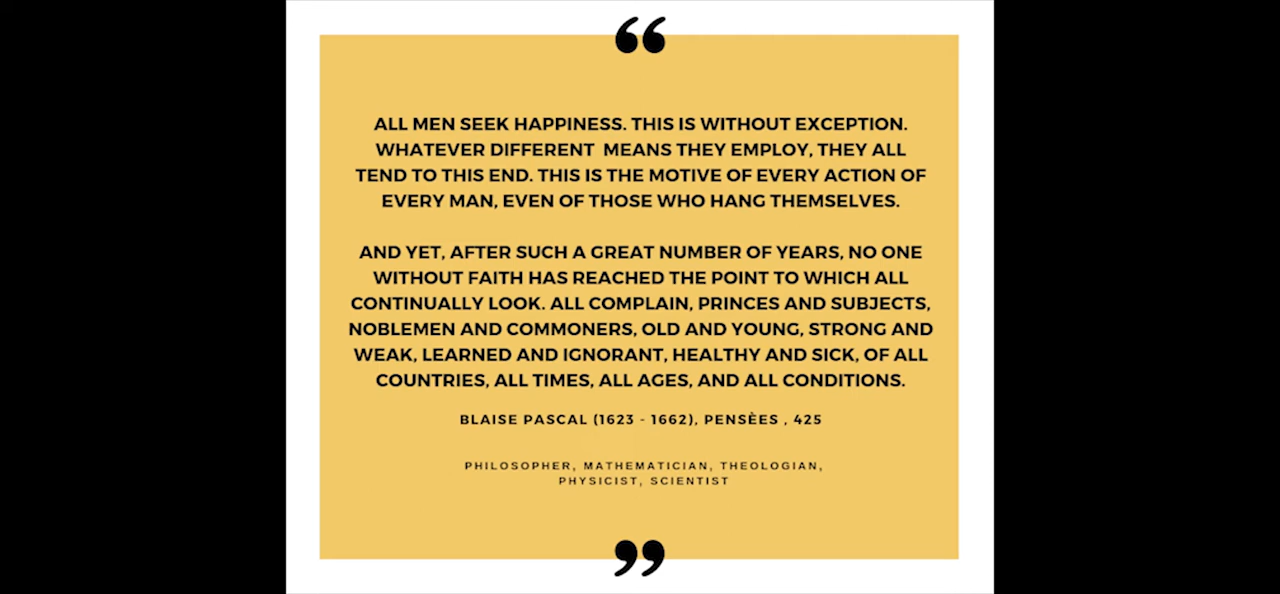 “
ALL MEN SEEK HAPPINESS. THIS IS WITHOUT EXCEPTION.
WHATEVER DIFFERENT MEANS THEY EMPLOY, THEY ALL
TEND TO THIS END. THIS IS THE MOTIVE OF EVERY ACTION OF
EVERY MAN, EVEN OF THOSE WHO HANG THEMSELVES.
AND YET, AFTER SUCH A GREAT NUMBER OF YEARS, NO ONE
WITHOUT FAITH HAS REACHED THE POINT TO WHICH ALL
CONTINUALLY LOOK. ALL COMPLAIN, PRINCES AND SUBJECTS,
NOBLEMEN AND COMMONERS, OLD AND YOUNG, STRONG AND
WEAK, LEARNED AND IGNORANT, HEALTHY AND SICK, OF ALL
COUNTRIES, ALL TIMES, ALL AGES, AND ALL CONDITIONS.
BLAISE PASCAL (1623 - 1662), PENSÈES , 425
PHILOSOPHER, MATHEMATICIAN, THEOLOGIAN,
PHYSICIST, SCIENTIST
”